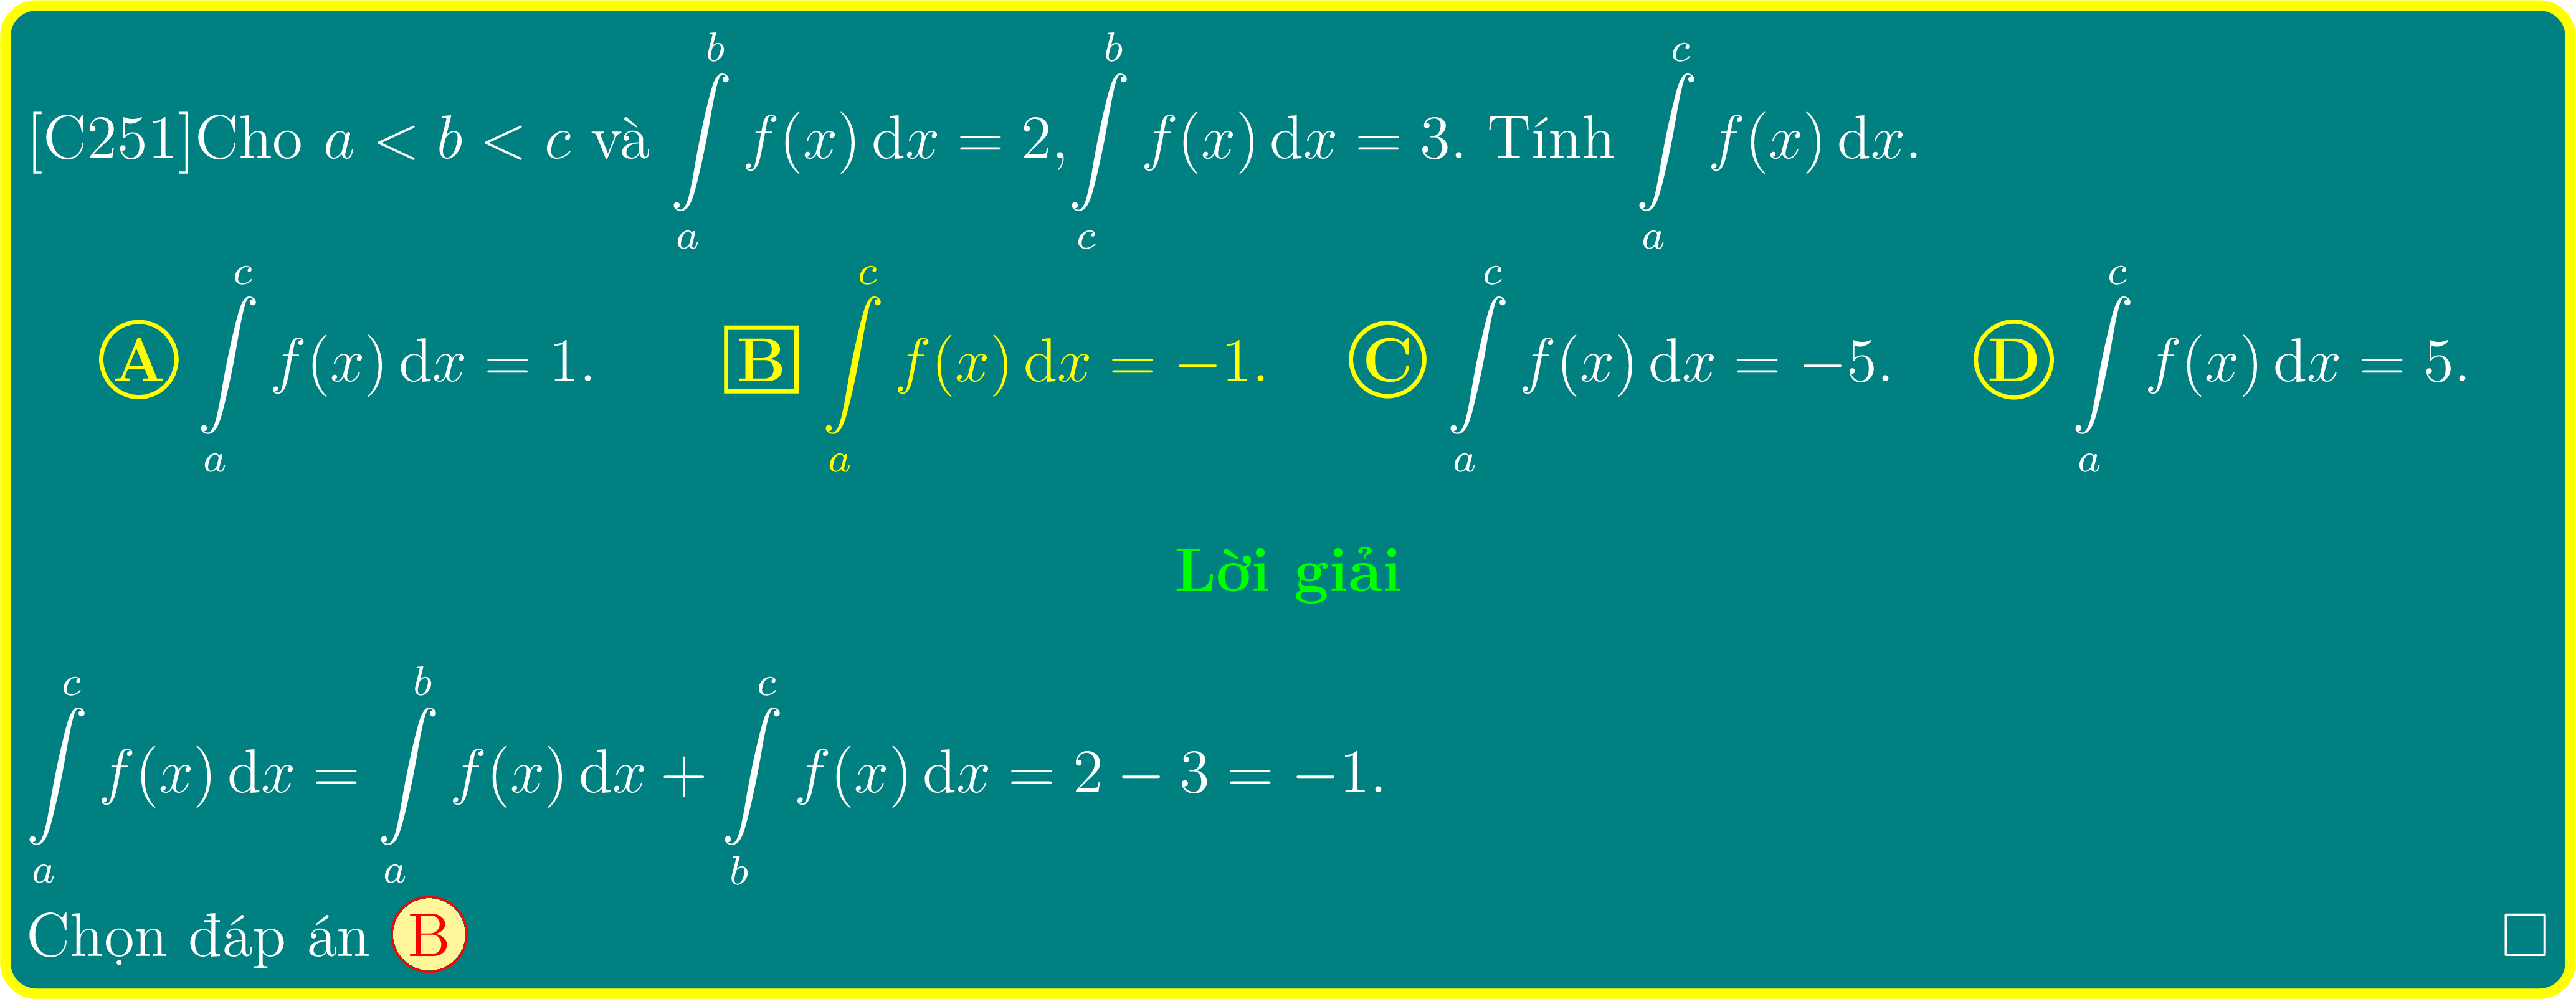 [C251]Cho $a < b < c$ và $\int\limits_a^b f(x)\,\mathrm{d}x = 2, \int\limits_c^b f(x)\,\mathrm{d}x = 3.$ Tính $\int\limits_a^c f(x)\,\mathrm{d}x.$
A $\int\limits_a^c f(x)\,\mathrm{d}x = 1.$ B $\int\limits_a^c f(x)\,\mathrm{d}x = -1.$ C $\int\limits_a^c f(x)\,\mathrm{d}x = -5.$ D $\int\limits_a^c f(x)\,\mathrm{d}x = 5.$
Lời giải
$\int\limits_a^c f(x)\,\mathrm{d}x = \int\limits_a^b f(x)\,\mathrm{d}x + \int\limits_b^c f(x)\,\mathrm{d}x = 2 - 3 = -1.$
Chọn đáp án B □